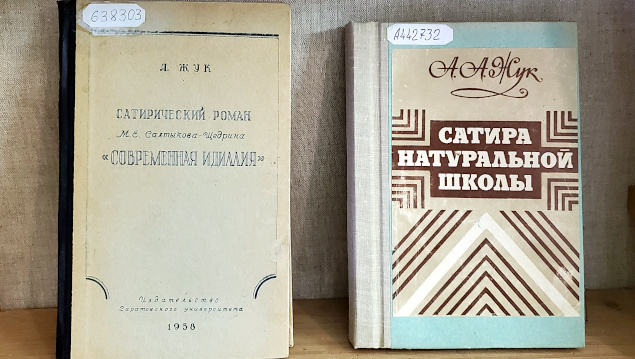 638303
Л. ЖУК
САТИРИЧЕСКИЙ РОМАН
М. Е. Салтыкова-Щедрина
«СОВРЕМЕННАЯ ИДИЛЛИЯ»
Издательство
Саратовского университета
1958
А442732
А.А.Жук
САТИРА
НАТУРАЛЬНОЙ
ШКОЛЫ